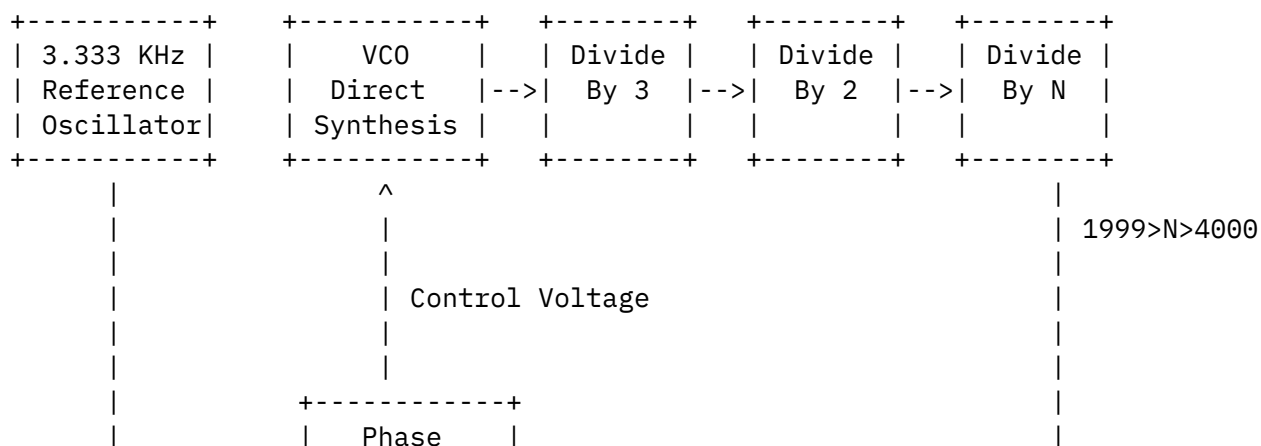 3.333 KHz VCO Divide Divide Divide
Reference Direct By 3 By 2 By N
Oscillator Synthesis
1999>N>4000
Control Voltage
Phase